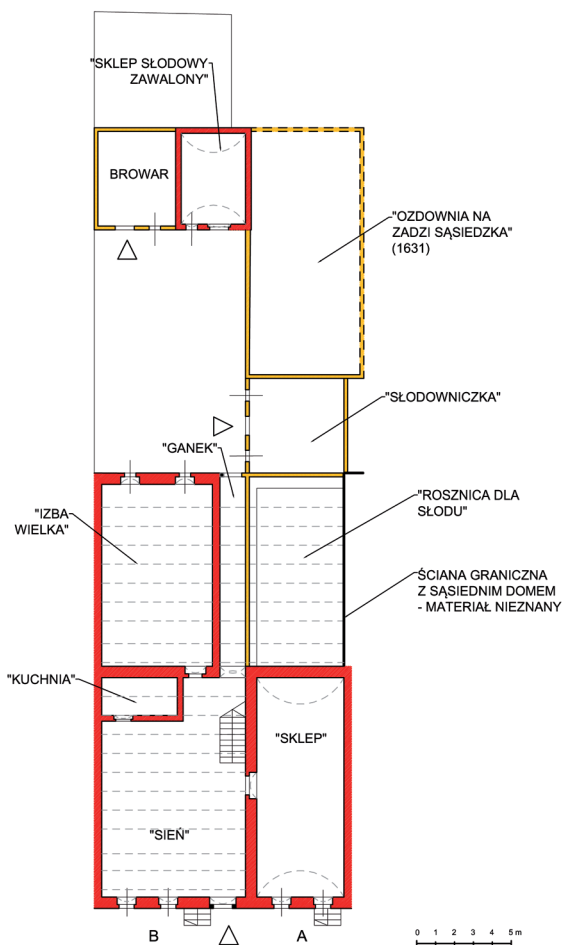 "SKLEP SŁODOWY
ZAWALONY"
BROWAR
"OZDOWNIA NA
ZADZI SĄSIEDZKA"
(1631)
"SŁODOWNICZKA"
"GANEK"
"IZBA
WIELKA"
"ROSZNICA DLA
SŁODU"
ŚCIANA GRANICZNA
Z SĄSIEDNIM DOMEM
- MATERIAŁ NIEZNANY
"KUCHNIA"
"SKLEP"
"SIEŃ"
B
A
0 1 2 3 4 5 m